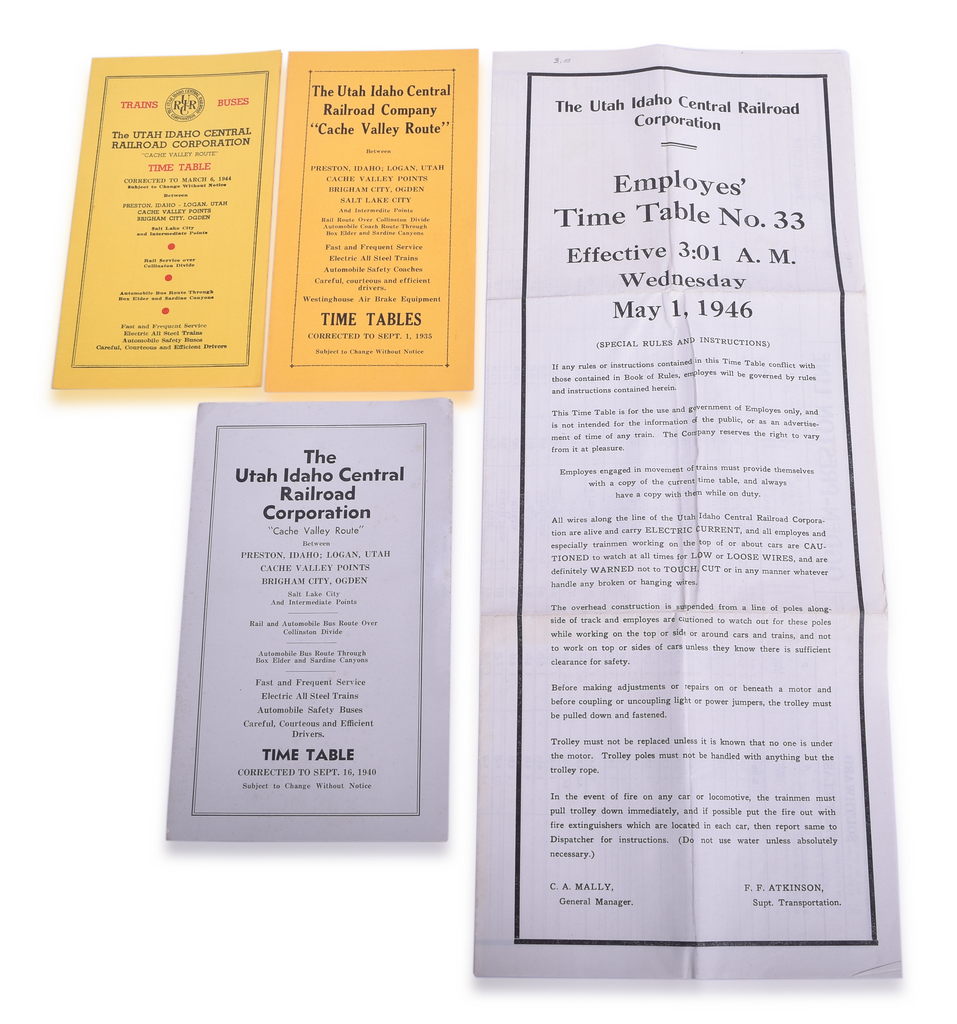 TRAINS BUSES
The UTAH IDAHO CENTRAL
RAILROAD CORPORATION
"CACHE VALLEY ROUTE"
TIME TABLE
CORRECTED TO MARCH 6, 1944
Subject to Change Without Notice
Between
PRESTON, IDAHO - LOGAN, UTAH
CACHE VALLEY POINTS
BRIGHAM CITY, OGDEN
Salt Lake City
and Intermediate Points
Rail Service over
Collinston Divide
Automobile Bus Route Through
Box Elder and Sardine Canyons
Fast and Frequent Service
Electric All Steel Trains
Automobile Safety Buses
Careful, Courteous and Efficient Drivers
The Utah Idaho Central
Railroad Company
"Cache Valley Route"
Between
PRESTON, IDAHO; LOGAN, UTAH
CACHE VALLEY POINTS
BRIGHAM CITY, OGDEN
SALT LAKE CITY
And Intermedite Points
Rail Route Over Collinston Divide
Automobile Coach Route Through
Box Elder and Sardine Canyons
Fast and Frequent Service
Electric All Steel Trains
Automobile Safety Coaches
Careful, courteous and efficient
drivers.
Westinghouse Air Brake Equipment
TIME TABLES
CORRECTED TO SEPT. 1, 1935
Subject to Change Without Notice
The
Utah Idaho Central
Railroad
Corporation
"Cache Valley Route"
Between
PRESTON, IDAHO; LOGAN, UTAH
CACHE VALLEY POINTS
BRIGHAM CITY, OGDEN
Salt Lake City
And Intermediate Points
Rail and Automobile Bus Route Over
Collinston Divide
Automobile Bus Route Through
Box Elder and Sardine Canyons
Fast and Frequent Service
Electric All Steel Trains
Automobile Safety Buses
Careful, Courteous and Efficient
Drivers.
TIME TABLE
CORRECTED TO SEPT. 16, 1940
Subject to Change Without Notice
The Utah Idaho Central Railroad
Corporation
Employes'
Time Table No. 33
Effective 3:01 A. M.
Wednesday
May 1, 1946
(SPECIAL RULES AND INSTRUCTIONS)
If any rules or instructions contained in this Time Table conflict with
those contained in Book of Rules, employes will be governed by rules
and instructions contained herein.
This Time Table is for the use and government of Employes only, and
is not intended for the information of the public, or as an advertise-
ment of time of any train. The Company reserves the right to vary
from it at pleasure.
Employes engaged in movement of trains must provide themselves
with a copy of the current time table, and always
have a copy with them while on duty.
All wires along the line of the Utah Idaho Central Railroad Corpora-
tion are alive and carry ELECTRIC CURRENT, and all employes and
especially trainmen working on the top of or about cars are CAU-
TIONED to watch at all times for LOW or LOOSE WIRES, and are
definitely WARNED not to TOUCH, CUT or in any manner whatever
handle any broken or hanging wires.
The overhead construction is suspended from a line of poles along-
side of track and employes are cautioned to watch out for these poles
while working on the top or side or around cars and trains, and not
to work on top or sides of cars unless they know there is sufficient
clearance for safety.
Before making adjustments or repairs on or beneath a motor and
before coupling or uncoupling light or power jumpers, the trolley must
be pulled down and fastened.
Trolley must not be replaced unless it is known that no one is under
the motor. Trolley poles must not be handled with anything but the
trolley rope.
In the event of fire on any car or locomotive, the trainmen must
pull trolley down immediately, and if possible put the fire out with
fire extinguishers which are located in each car, then report same to
Dispatcher for instructions. (Do not use water unless absolutely
necessary.)
C. A. MALLY, F. F. ATKINSON,
General Manager. Supt. Transportation.